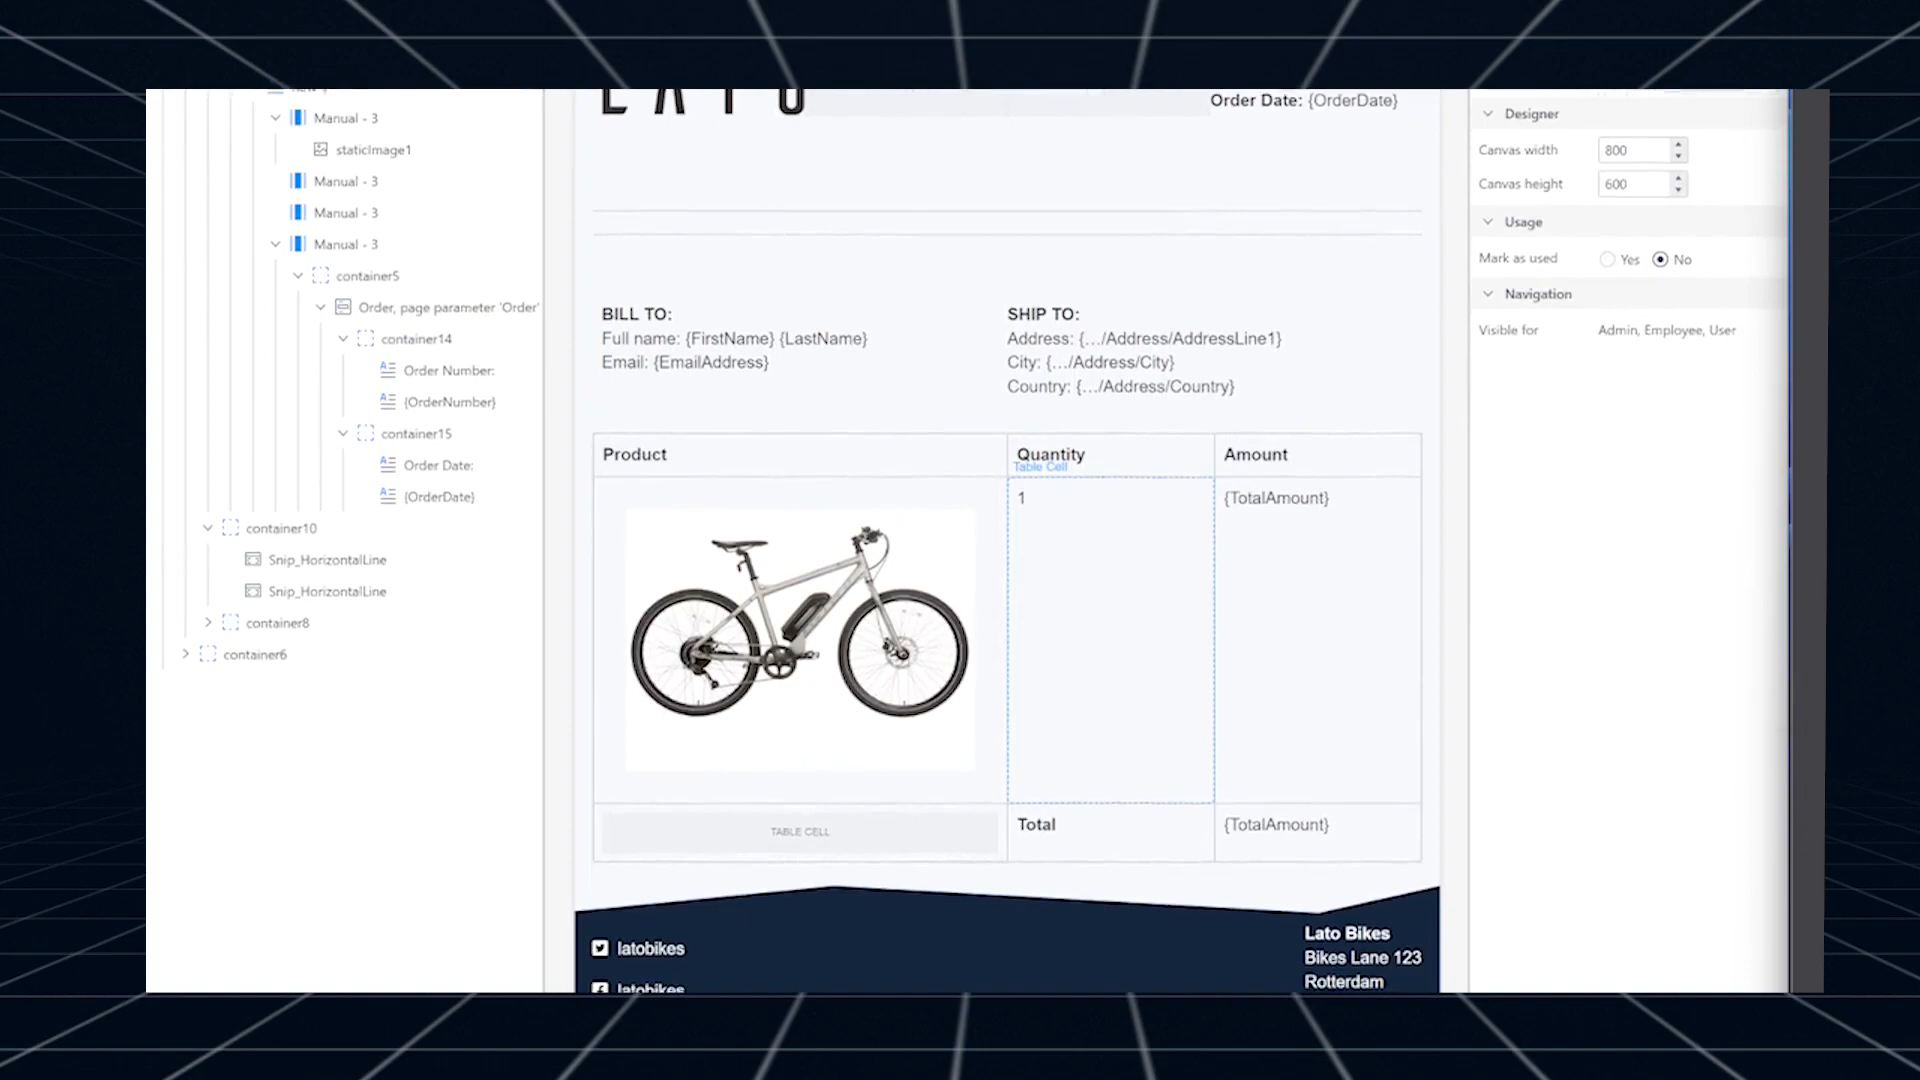 Manual - 3
staticImage1
Manual - 3
Manual - 3
Manual - 3
container5
Order, page parameter 'Order'
container14
Order Number:
{OrderNumber}
container15
Order Date:
{OrderDate}
container10
Snip_HorizontalLine
Snip_HorizontalLine
container8
container6
LATO
Order Date: {OrderDate}
BILL TO:
Full name: {FirstName} {LastName}
Email: {EmailAddress}
SHIP TO:
Address: {.../Address/AddressLine1}
City: {.../Address/City}
Country: {.../Address/Country}
Product
Quantity
Amount
Table Cell
1
{TotalAmount}
TABLE CELL
Total
{TotalAmount}
latobikes
latobikes
Lato Bikes
Bikes Lane 123
Rotterdam
Designer
Canvas width
800
Canvas height
600
Usage
Mark as used
Yes
No
Navigation
Visible for
Admin, Employee, User